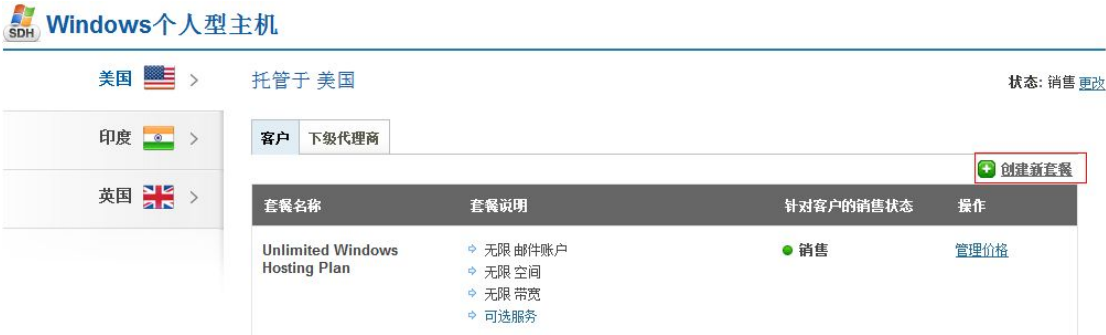 SDH Windows个人型主机
美国
托管于 美国
状态: 销售 更改
印度
客户 下级代理商
创建新套餐
英国
套餐名称 套餐说明 针对客户的销售状态 操作
Unlimited Windows Hosting Plan
无限 邮件账户
无限 空间
无限 带宽
可选服务
销售
管理价格